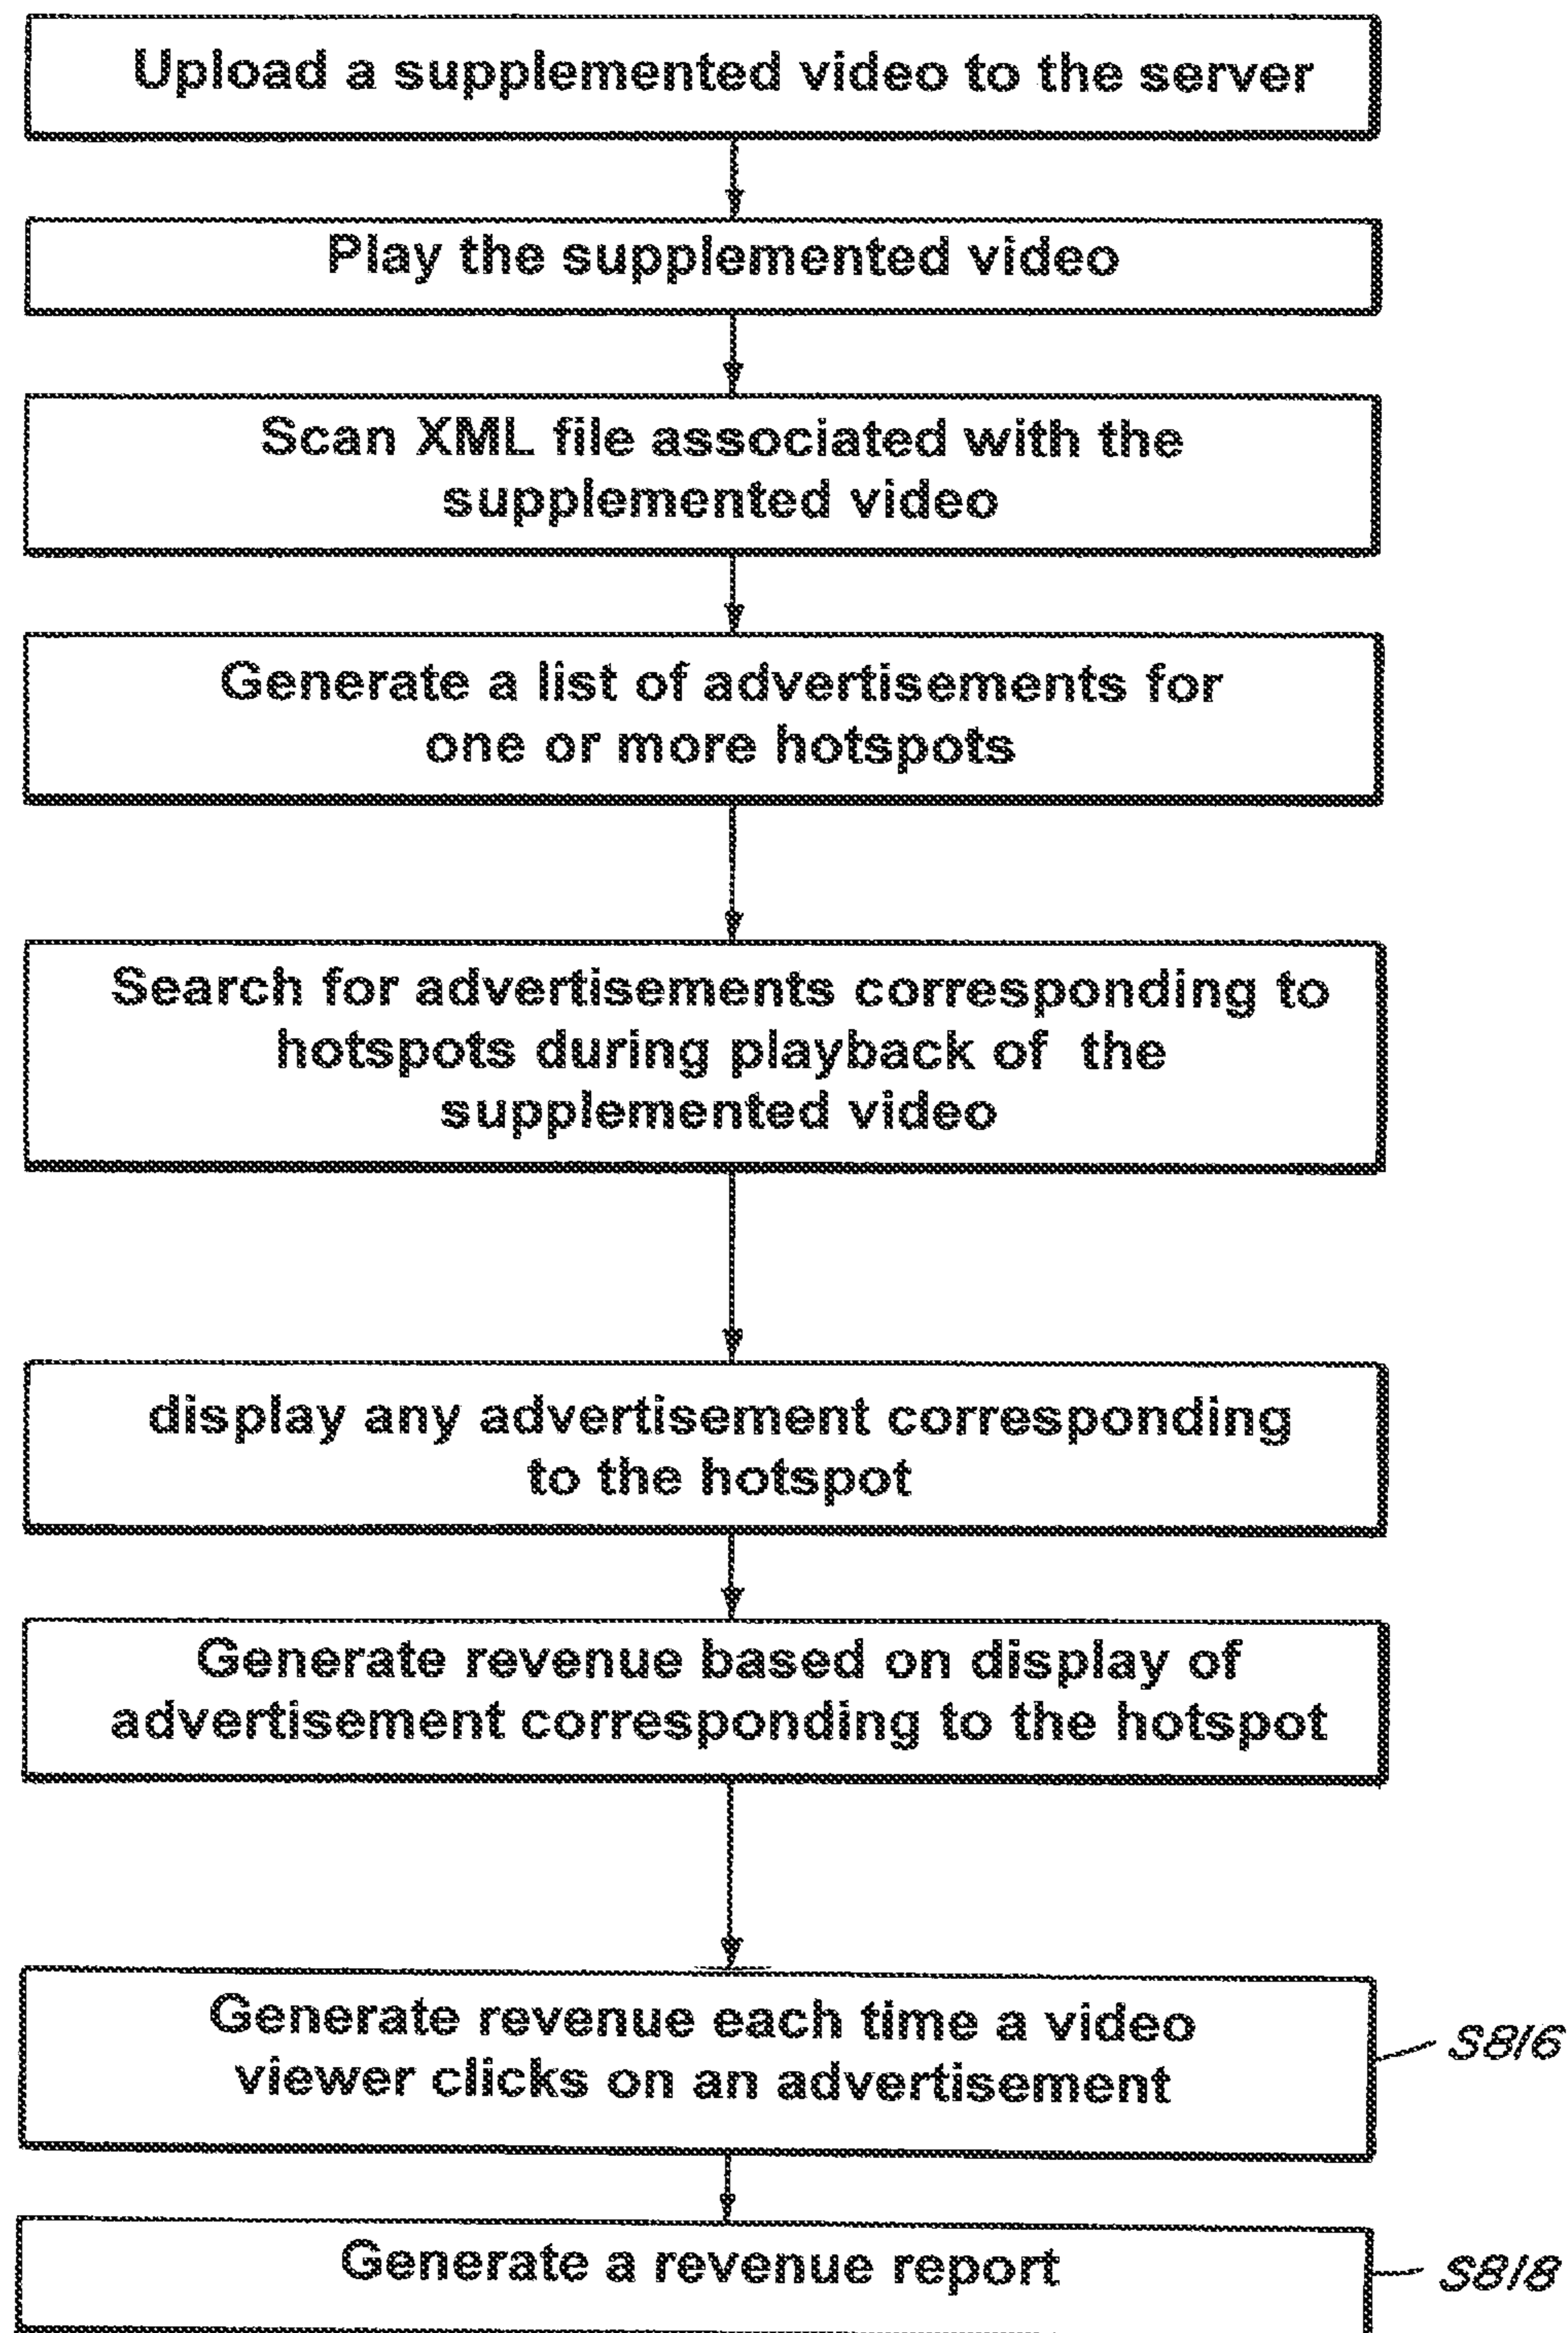 Upload a supplemented video to the server
Play the supplemented video
Scan XML file associated with the
supplemented video
Generate a list of advertisements for
one or more hotspots
Search for advertisements corresponding to
hotspots during playback of the
supplemented video
display any advertisement corresponding
to the hotspot
Generate revenue based on display of
advertisement corresponding to the hotspot
Generate revenue each time a video
viewer clicks on an advertisement
S816
Generate a revenue report
S818